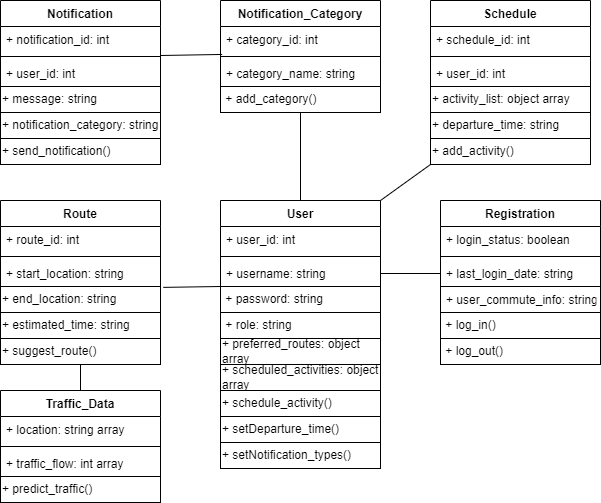 Notification
+ notification_id: int
+ user_id: int
+ message: string
+ notification_category: string
+ send_notification()
Notification_Category
+ category_id: int
+ category_name: string
+ add_category()
Schedule
+ schedule_id: int
+ user_id: int
+ activity_list: object array
+ departure_time: string
+ add_activity()
Route
+ route_id: int
+ start_location: string
+ end_location: string
+ estimated_time: string
+ suggest_route()
User
+ user_id: int
+ username: string
+ password: string
+ role: string
+ preferred_routes: object
array
+ scheduled_activities: object
array
+ schedule_activity()
+ setDeparture_time()
+ setNotification_types()
Registration
+ login_status: boolean
+ last_login_date: string
+ user_commute_info: string
+ log_in()
+ log_out()
Traffic_Data
+ location: string array
+ traffic_flow: int array
+ predict_traffic()